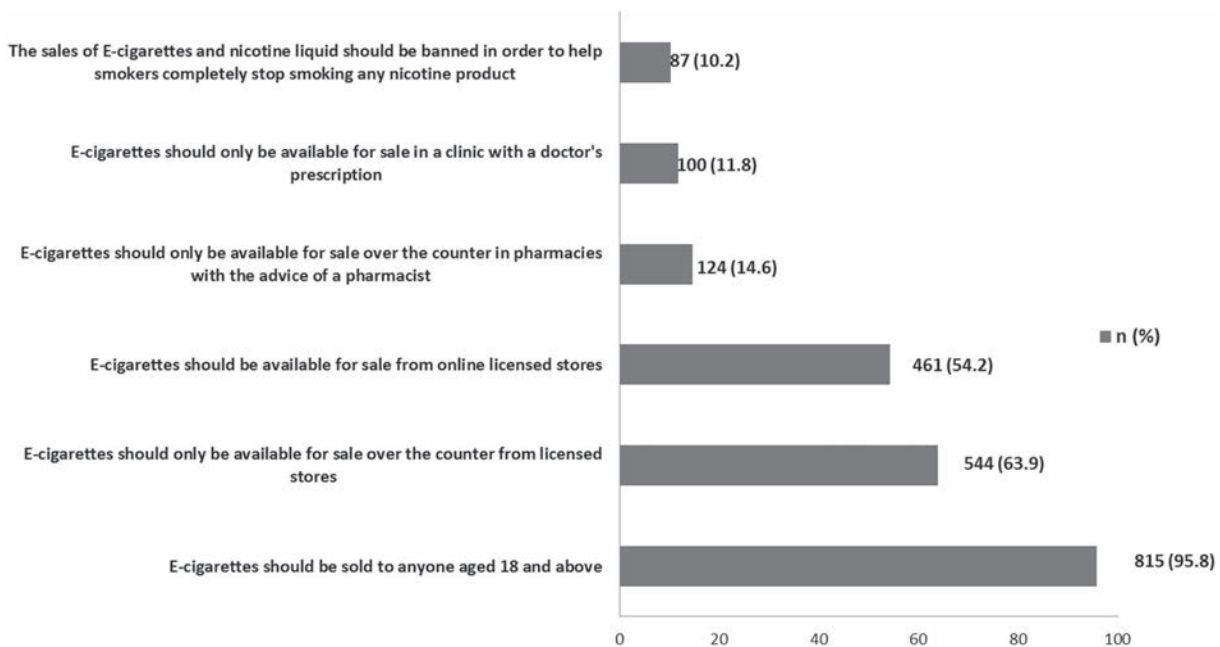 The sales of E-cigarettes and nicotine liquid should be banned in order to help
smokers completely stop smoking any nicotine product
87 (10.2)
E-cigarettes should only be available for sale in a clinic with a doctor's
prescription
100 (11.8)
E-cigarettes should only be available for sale over the counter in pharmacies
with the advice of a pharmacist
124 (14.6)
n (%)
E-cigarettes should be available for sale from online licensed stores
461 (54.2)
E-cigarettes should only be available for sale over the counter from licensed
stores
544 (63.9)
E-cigarettes should be sold to anyone aged 18 and above
815 (95.8)
0 20 40 60 80 100